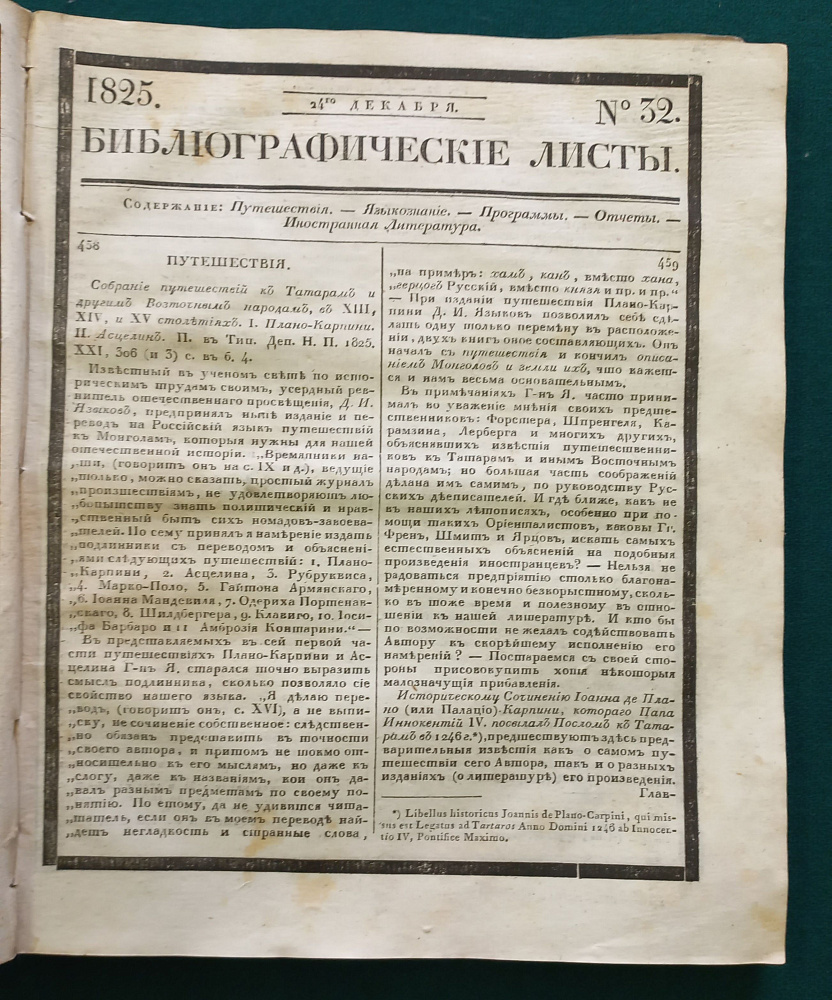 1825.
24го ДЕКАБРЯ.
№ 32.
БИБЛІОГРАФИЧЕСКІЕ ЛИСТЫ.
Содержаніе: Путешествія. — Языкознаніе. — Программы. — Отчеты. —
Иностранная Литература.
458
ПУТЕШЕСТВІЯ.
Собраніе путешествій къ Татарамъ и
другимъ Восточнымъ народамъ, въ XIII,
XIV, и XV столѣтіяхъ. I. Плано-Карпини.
II. Асцелинъ. П. въ Тип. Деп. Н. П. 1825.
XXI, 306 (и 3) с. въ б. 4.
Извѣстный въ ученомъ свѣтѣ по исто-
рическимъ трудамъ своимъ, усердный рев-
нитель отечественнаго просвѣщенія, Д. И.
Языковъ, предпринялъ нынѣ изданіе и пе-
реводъ на Россійскій языкъ путешествій
къ Монголамъ, которыя нужны для нашей
отечественной исторіи. „Временники на-
„ши, (говоритъ онъ на с. IX и д.), ведущіе
„только, можно сказать, простый журналъ
„произшествіямъ, не удовлетворяютъ лю-
„бопытству знать политическій и нрав-
„ственный бытъ сихъ номадовъ-завоева-
„телей. По сему принялъ я намѣреніе издать
„подлинники съ переводомъ и объясненi-
„ями слѣдующихъ путешествій: 1. Плано-
„Карпини, 2. Асцелина, 3. Рубруквиса,
„4. Марко-Поло, 5. Гайтона Армянскаго,
„6. Іоанна Мандевиля, 7. Одериха Портенав-
„скаго, 8. Шилдбергера, 9. Клавиго, 10. Іоси-
„фа Барбаро и 11 Амброзія Контарини.“—
Въ представляемыхъ въ сей первой ча-
сти путешествіяхъ Плано-Карпини и Ас-
целина Г-нъ Я. старался точно выразить
смыслъ подлинника, сколько позволяло сіе
свойство нашего языка. „Я дѣлаю пере-
„водъ, (говоритъ онъ, с. XVI), а не выпи-
„ску, не сочиненіе собственное: слѣдствен-
„но обязанъ представить въ точности
„своего автора, и притомъ не токмо от-
„носительно къ его мыслямъ, но даже къ
„слогу, даже къ названіямъ, кои онъ да-
„валъ разнымъ предметамъ по своему по-
„нятію. По етому, да не удивится чита-
„татель, если онъ въ моемъ переводѣ най-
„детъ негладкость и странные слова,
459
„на примѣръ: хамъ, канъ, вмѣсто хана,
„герцогъ Русскій, вмѣсто князя и пр. и пр.“
— При изданіи путешествія Плано-Кар-
пини Д. И. Языковъ позволилъ себѣ сдѣ-
лать одну только перемѣну въ расположе-
ніи, двухъ книгъ оное составляющихъ. Онъ
началъ съ путешествія и кончилъ описа-
ніемъ Монголовъ и земли ихъ, что кажет-
ся и намъ весьма основательнымъ.
Въ примѣчаніяхъ Г-нъ Я. часто прини-
малъ во уваженіе мнѣнія своихъ предше-
ственниковъ: Форстера, Шпренгеля, Ка-
рамзина, Лерберга и многихъ другихъ,
объяснявшихъ извѣстія путешественни-
ковъ къ Татарамъ и инымъ Восточнымъ
народамъ; но большая часть соображеній
дѣлана имъ самимъ, по руководству Рус-
скихъ дѣеписателей. И гдѣ ближе, какъ не
въ нашихъ лѣтописяхъ, особенно при по-
мощи такихъ Оріенталистовъ, каковы Гг.
Френъ, Шмитъ и Ярцовъ, искать самыхъ
естественныхъ объясненій на подобныя
произведенія иностранцевъ? — Нельзя не
радоваться предпріятію столько благона-
мѣренному и конечно безкорыстному, сколь-
ко въ тоже время и полезному въ отно-
шеніи къ нашей литературѣ. И кто бы
по возможности не желалъ содѣйствовать
Автору къ скорѣйшему исполненію его
намѣреній? — Постараемся съ своей сто-
роны присовокупить хотя нѣкоторыя
малозначущія прибавленія.
Историческому Сочиненію Іоанна де Пла-
но (или Палаціо)-Карпини, котораго Папа
Иннокентій IV. посылалъ Посломъ къ Тата-
рамъ въ 1246 г.*), предшествуютъ здѣсь пред-
варительныя извѣстія какъ о самомъ пу-
тешествіи сего Автора, такъ и о разныхъ
изданіяхъ (о литературѣ) его произведенія.
Глав-
*) Libellus historicus Joannis de Plano-Carpini, qui mis-
sus est Legatus ad Tartaros Anno Domini 1246 ab Innocen-
tio IV, Pontifice Maximo.